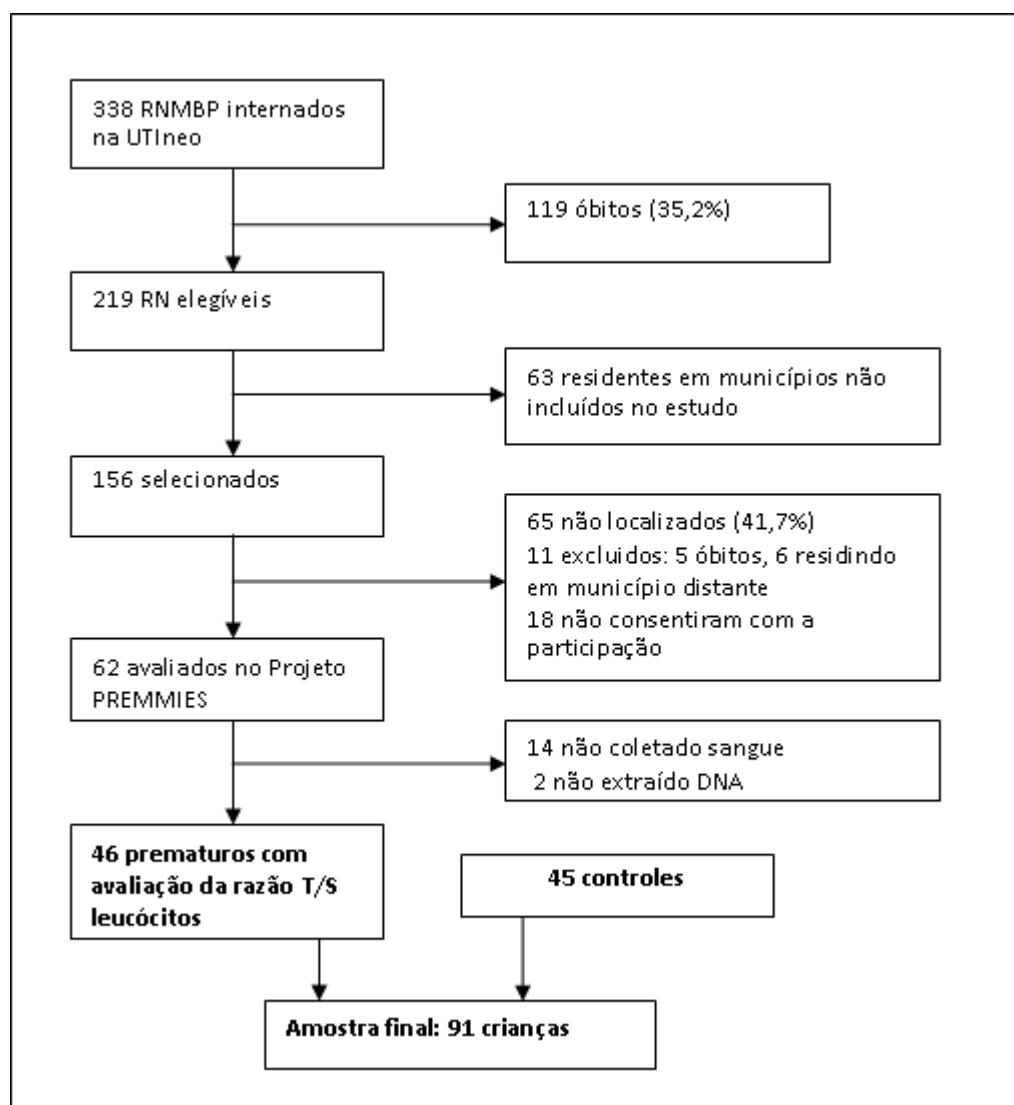 338 RNMBP internados
na UTIneo
119 óbitos (35,2%)
219 RN elegíveis
63 residentes em municípios não
incluídos no estudo
156 selecionados
65 não localizados (41,7%)
11 excluidos: 5 óbitos, 6 residindo
em município distante
18 não consentiram com a
participação
62 avaliados no Projeto
PREMMIES
14 não coletado sangue
2 não extraído DNA
46 prematuros com
avaliação da razão T/S
leucócitos
45 controles
Amostra final: 91 crianças